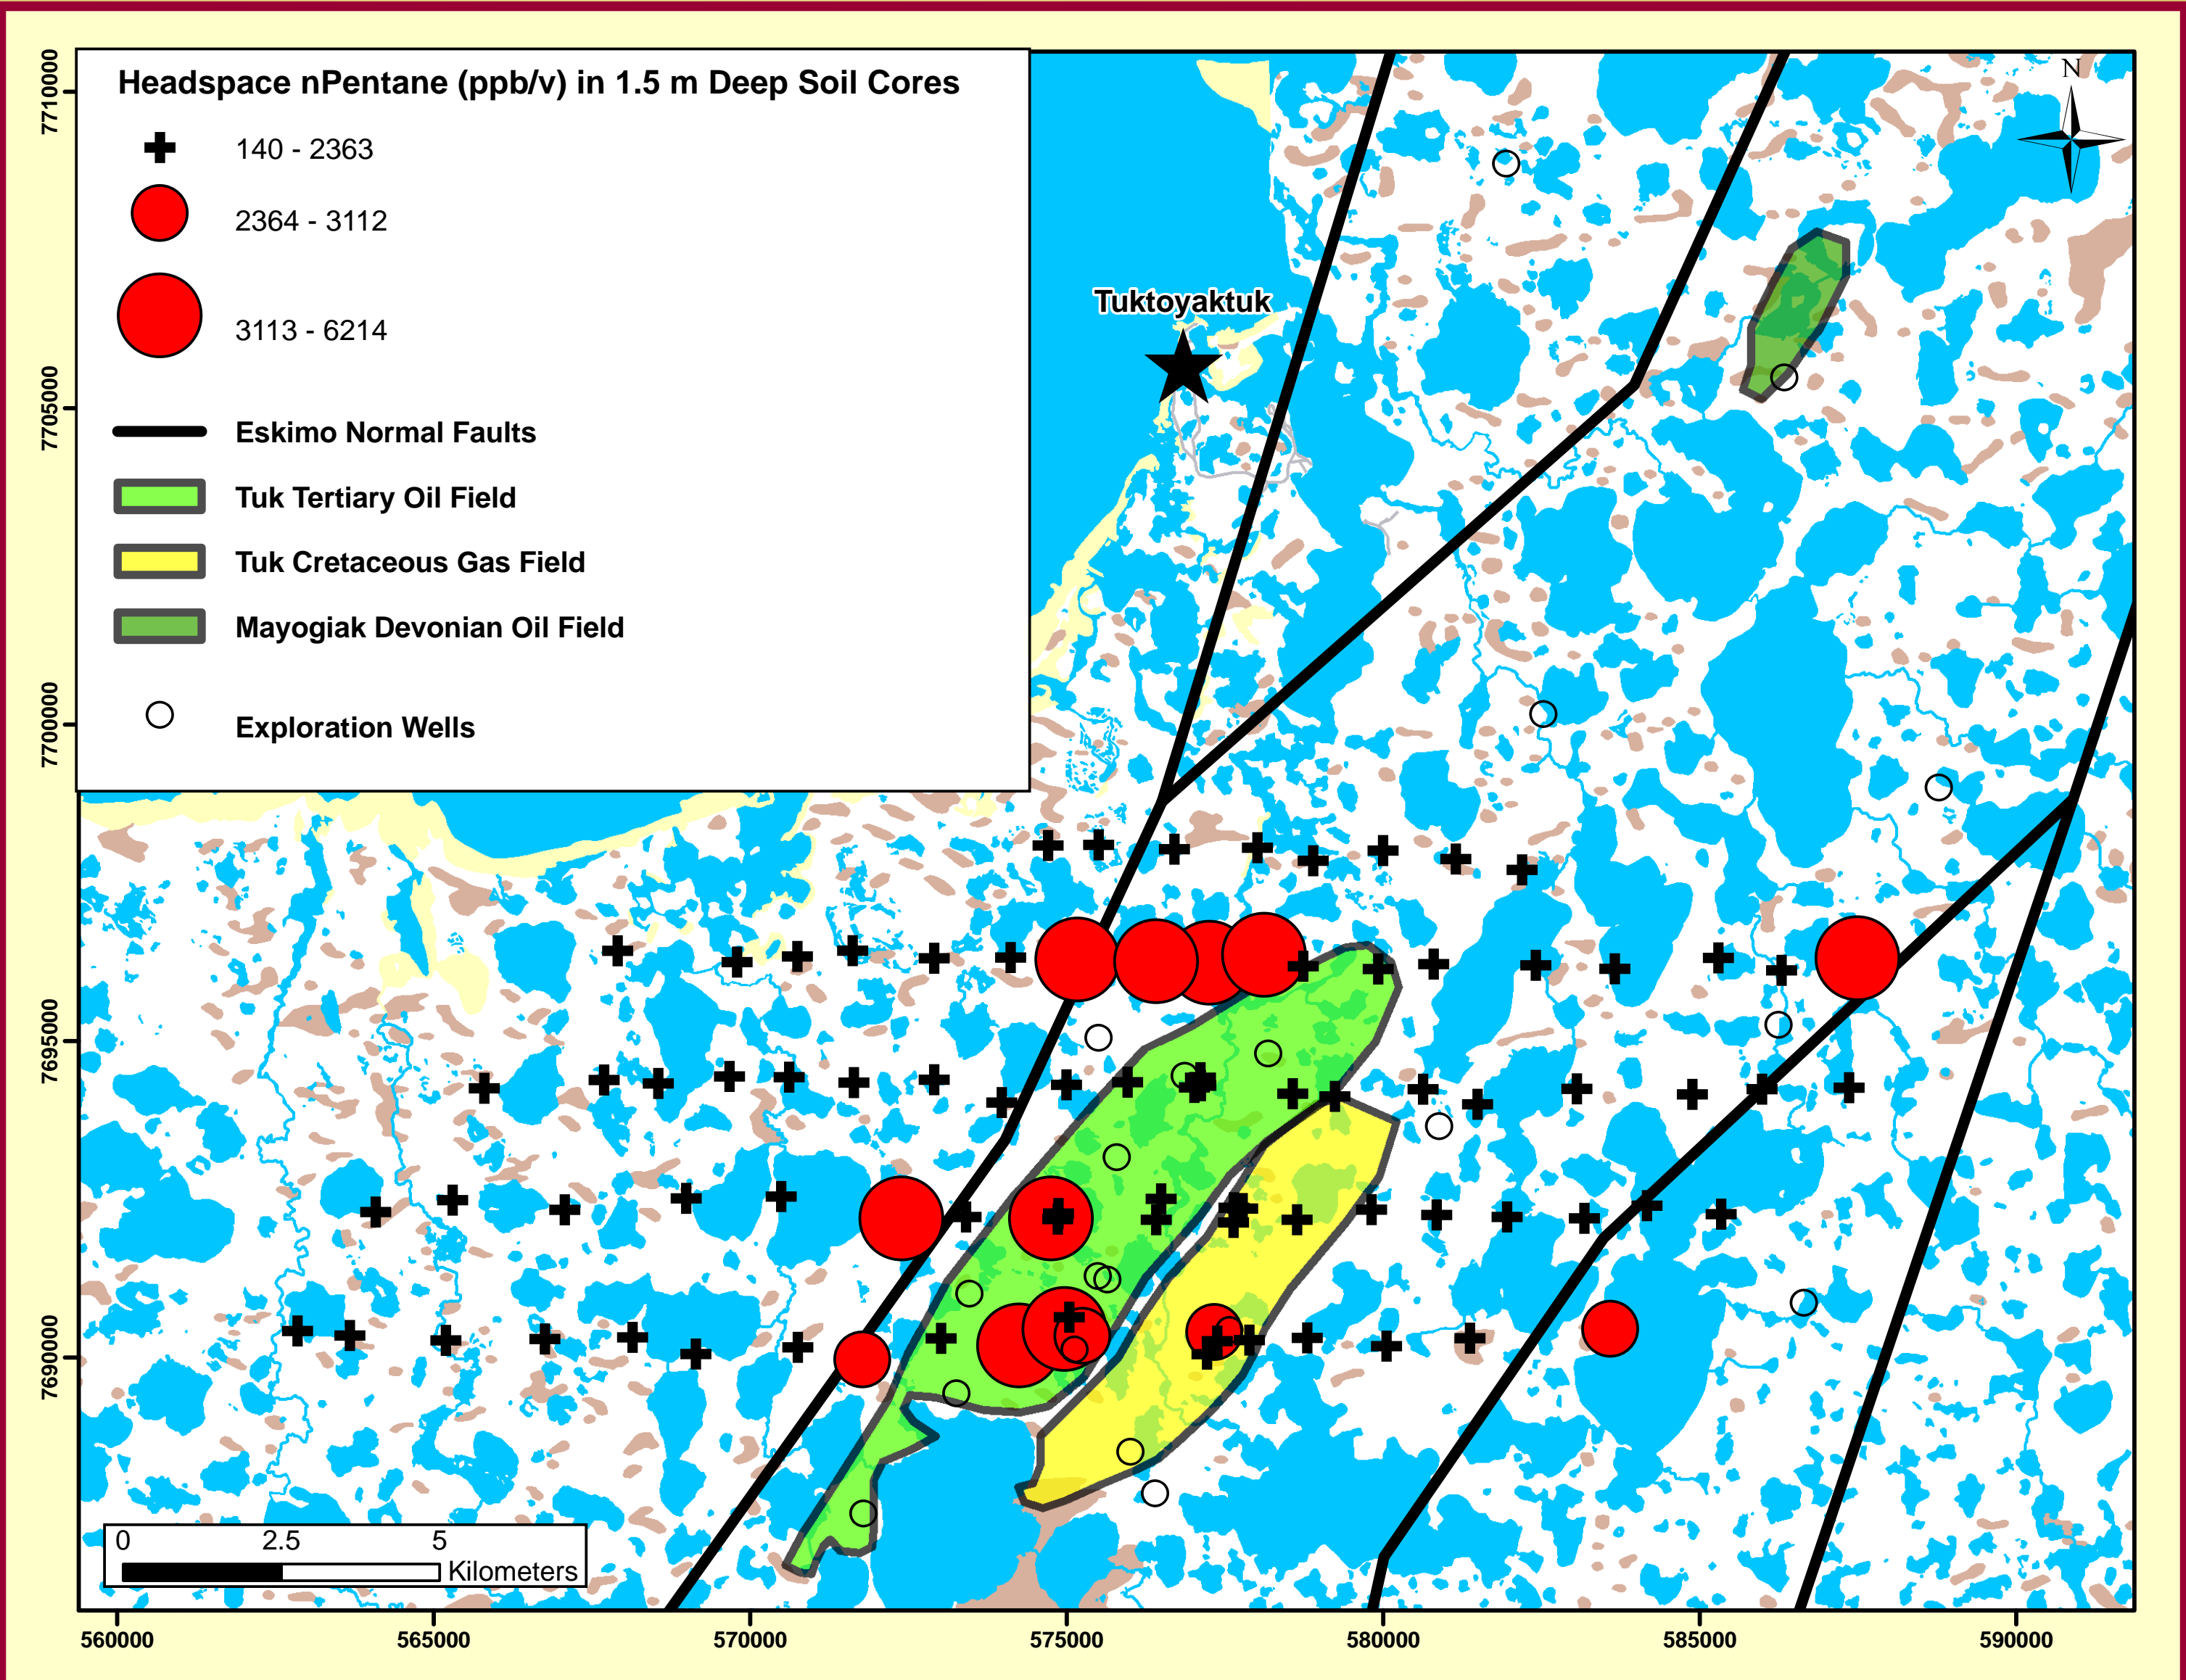 Headspace nPentane (ppb/v) in 1.5 m Deep Soil Cores
140 - 2363
2364 - 3112
3113 - 6214
Eskimo Normal Faults
Tuk Tertiary Oil Field
Tuk Cretaceous Gas Field
Mayogiak Devonian Oil Field
Exploration Wells
N
Tuktoyaktuk
7710000
7705000
7700000
7695000
7690000
0 2.5 5
Kilometers
560000 565000 570000 575000 580000 585000 590000